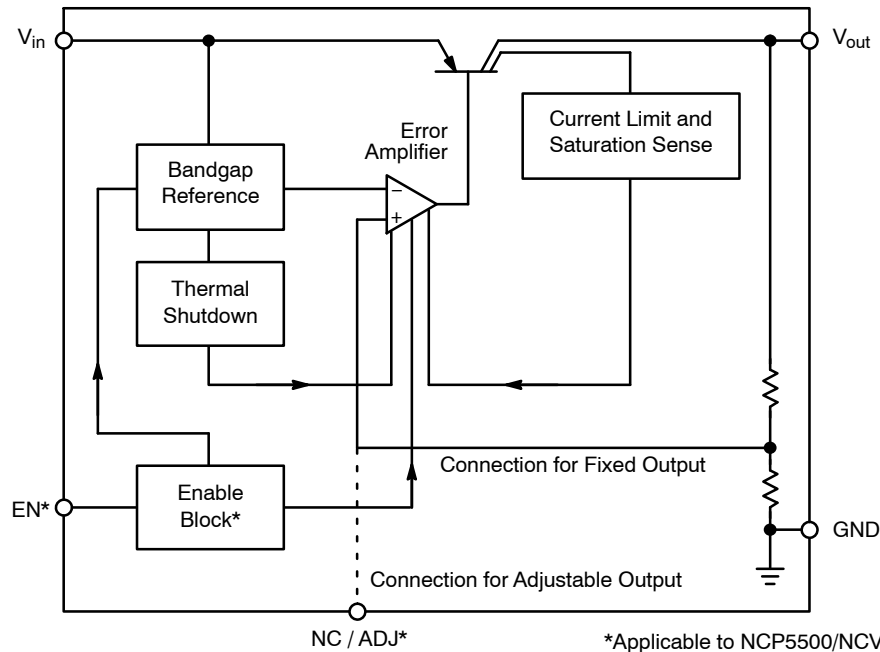 Vin
Vout
Error
Amplifier
Current Limit and
Saturation Sense
Bandgap
Reference
−
+
Thermal
Shutdown
Connection for Fixed Output
EN*
Enable
Block*
GND
Connection for Adjustable Output
NC / ADJ*
*Applicable to NCP5500/NCV